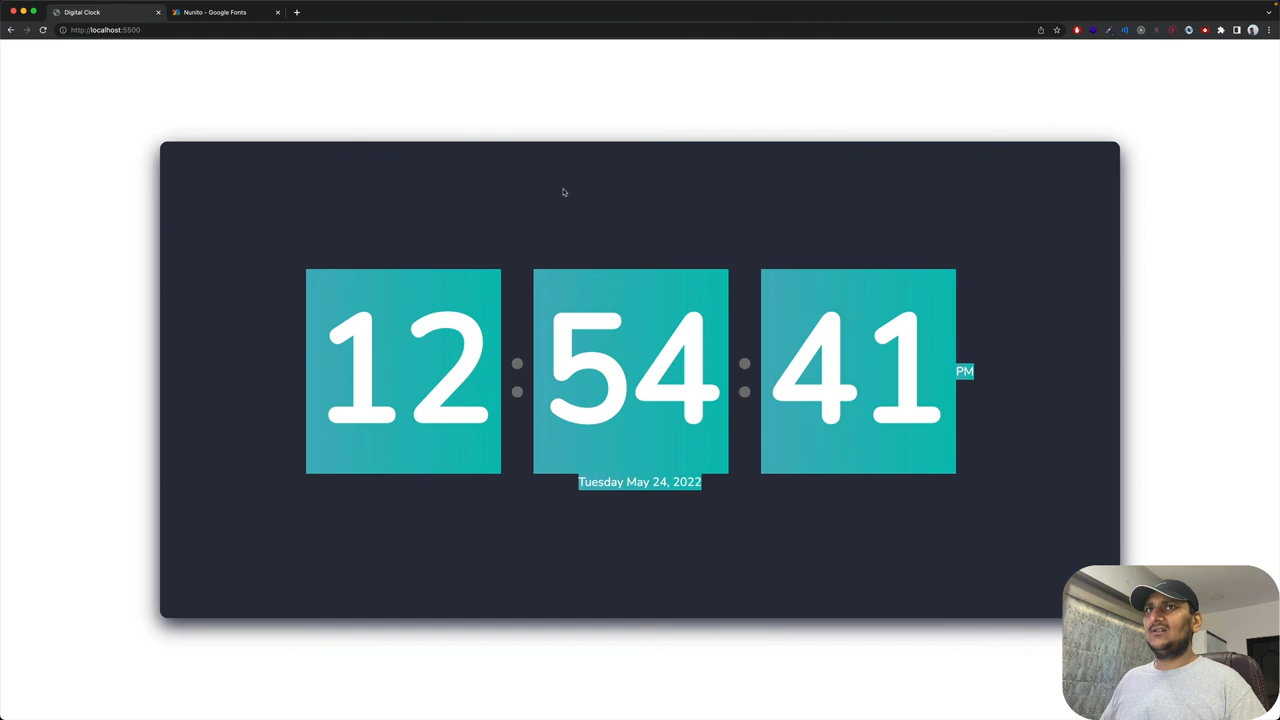 Digital Clock
Nunito - Google Fonts
http://localhost:5500
12 : 54 : 41 PM
Tuesday May 24, 2022